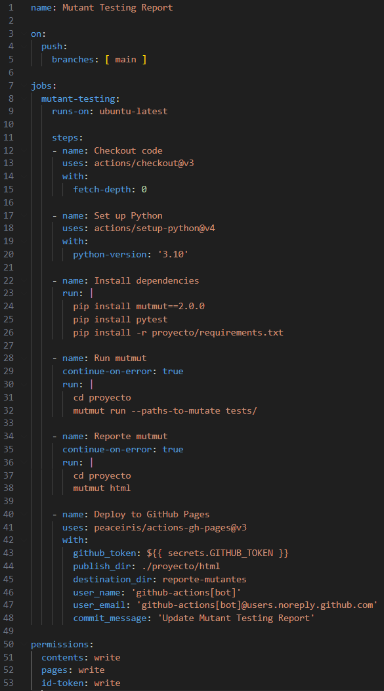 1 name: Mutant Testing Report
2
3 on:
4   push:
5     branches: [ main ]
6
7 jobs:
8   mutant-testing:
9     runs-on: ubuntu-latest
10
11     steps:
12     - name: Checkout code
13       uses: actions/checkout@v3
14       with:
15         fetch-depth: 0
16
17     - name: Set up Python
18       uses: actions/setup-python@v4
19       with:
20         python-version: '3.10'
21
22     - name: Install dependencies
23       run: |
24         pip install mutmut==2.0.0
25         pip install pytest
26         pip install -r proyecto/requirements.txt
27
28     - name: Run mutmut
29       continue-on-error: true
30       run: |
31         cd proyecto
32         mutmut run --paths-to-mutate tests/
33
34     - name: Reporte mutmut
35       continue-on-error: true
36       run: |
37         cd proyecto
38         mutmut html
39
40     - name: Deploy to GitHub Pages
41       uses: peaceiris/actions-gh-pages@v3
42       with:
43         github_token: ${{ secrets.GITHUB_TOKEN }}
44         publish_dir: ./proyecto/html
45         destination_dir: reporte-mutantes
46         user_name: 'github-actions[bot]'
47         user_email: 'github-actions[bot]@users.noreply.github.com'
48         commit_message: 'Update Mutant Testing Report'
49
50 permissions:
51   contents: write
52   pages: write
53   id-token: write